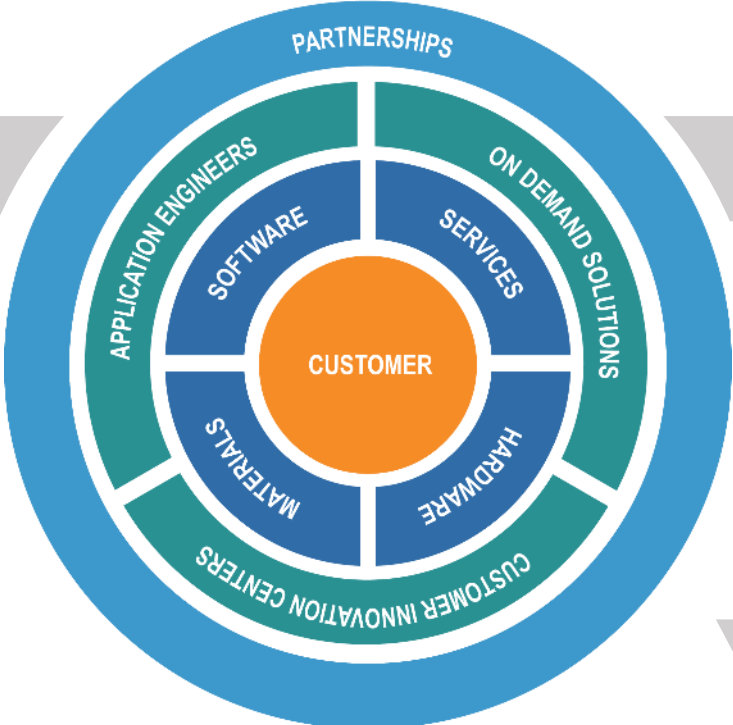 PARTNERSHIPS
APPLICATION ENGINEERS
ON DEMAND SOLUTIONS
SOFTWARE
SERVICES
CUSTOMER
MATERIALS
HARDWARE
CUSTOMER INNOVATION CENTERS